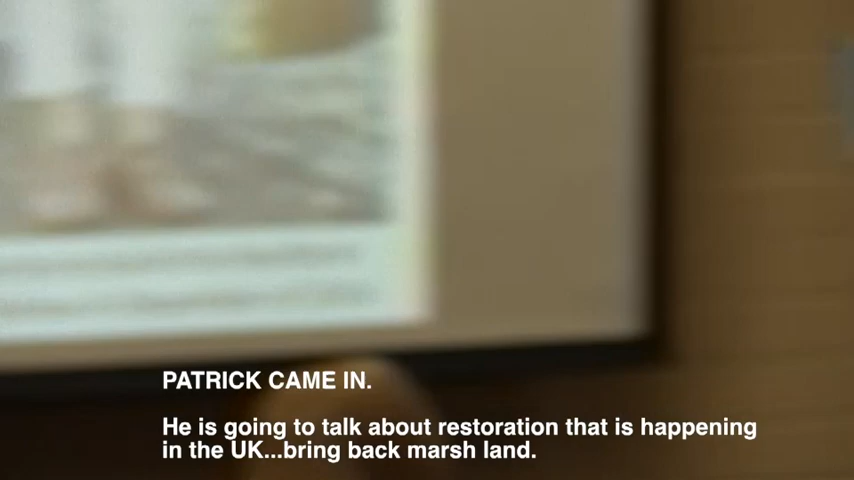 PATRICK CAME IN.
He is going to talk about restoration that is happening
in the UK...bring back marsh land.